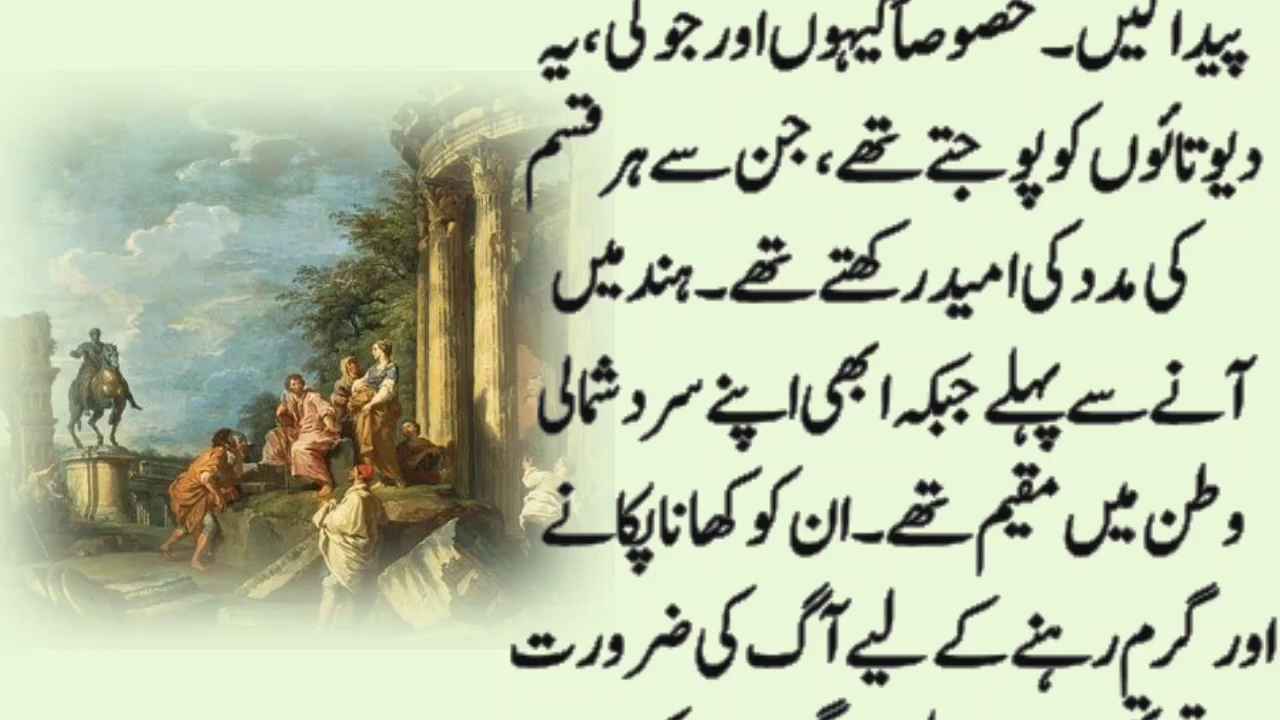 پیدا کیں۔ خصوصاً گیہوں اور جو کی، یہ
دیوتائوں کو پوجتے تھے، جن سے ہر قسم
کی مدد کی امید رکھتے تھے۔ ہند میں
آنے سے پہلے جبکہ ابھی اپنے سرد شمالی
وطن میں مقیم تھے۔ ان کو کھانا پکانے
اور گرم رہنے کے لیے آگ کی ضرورت